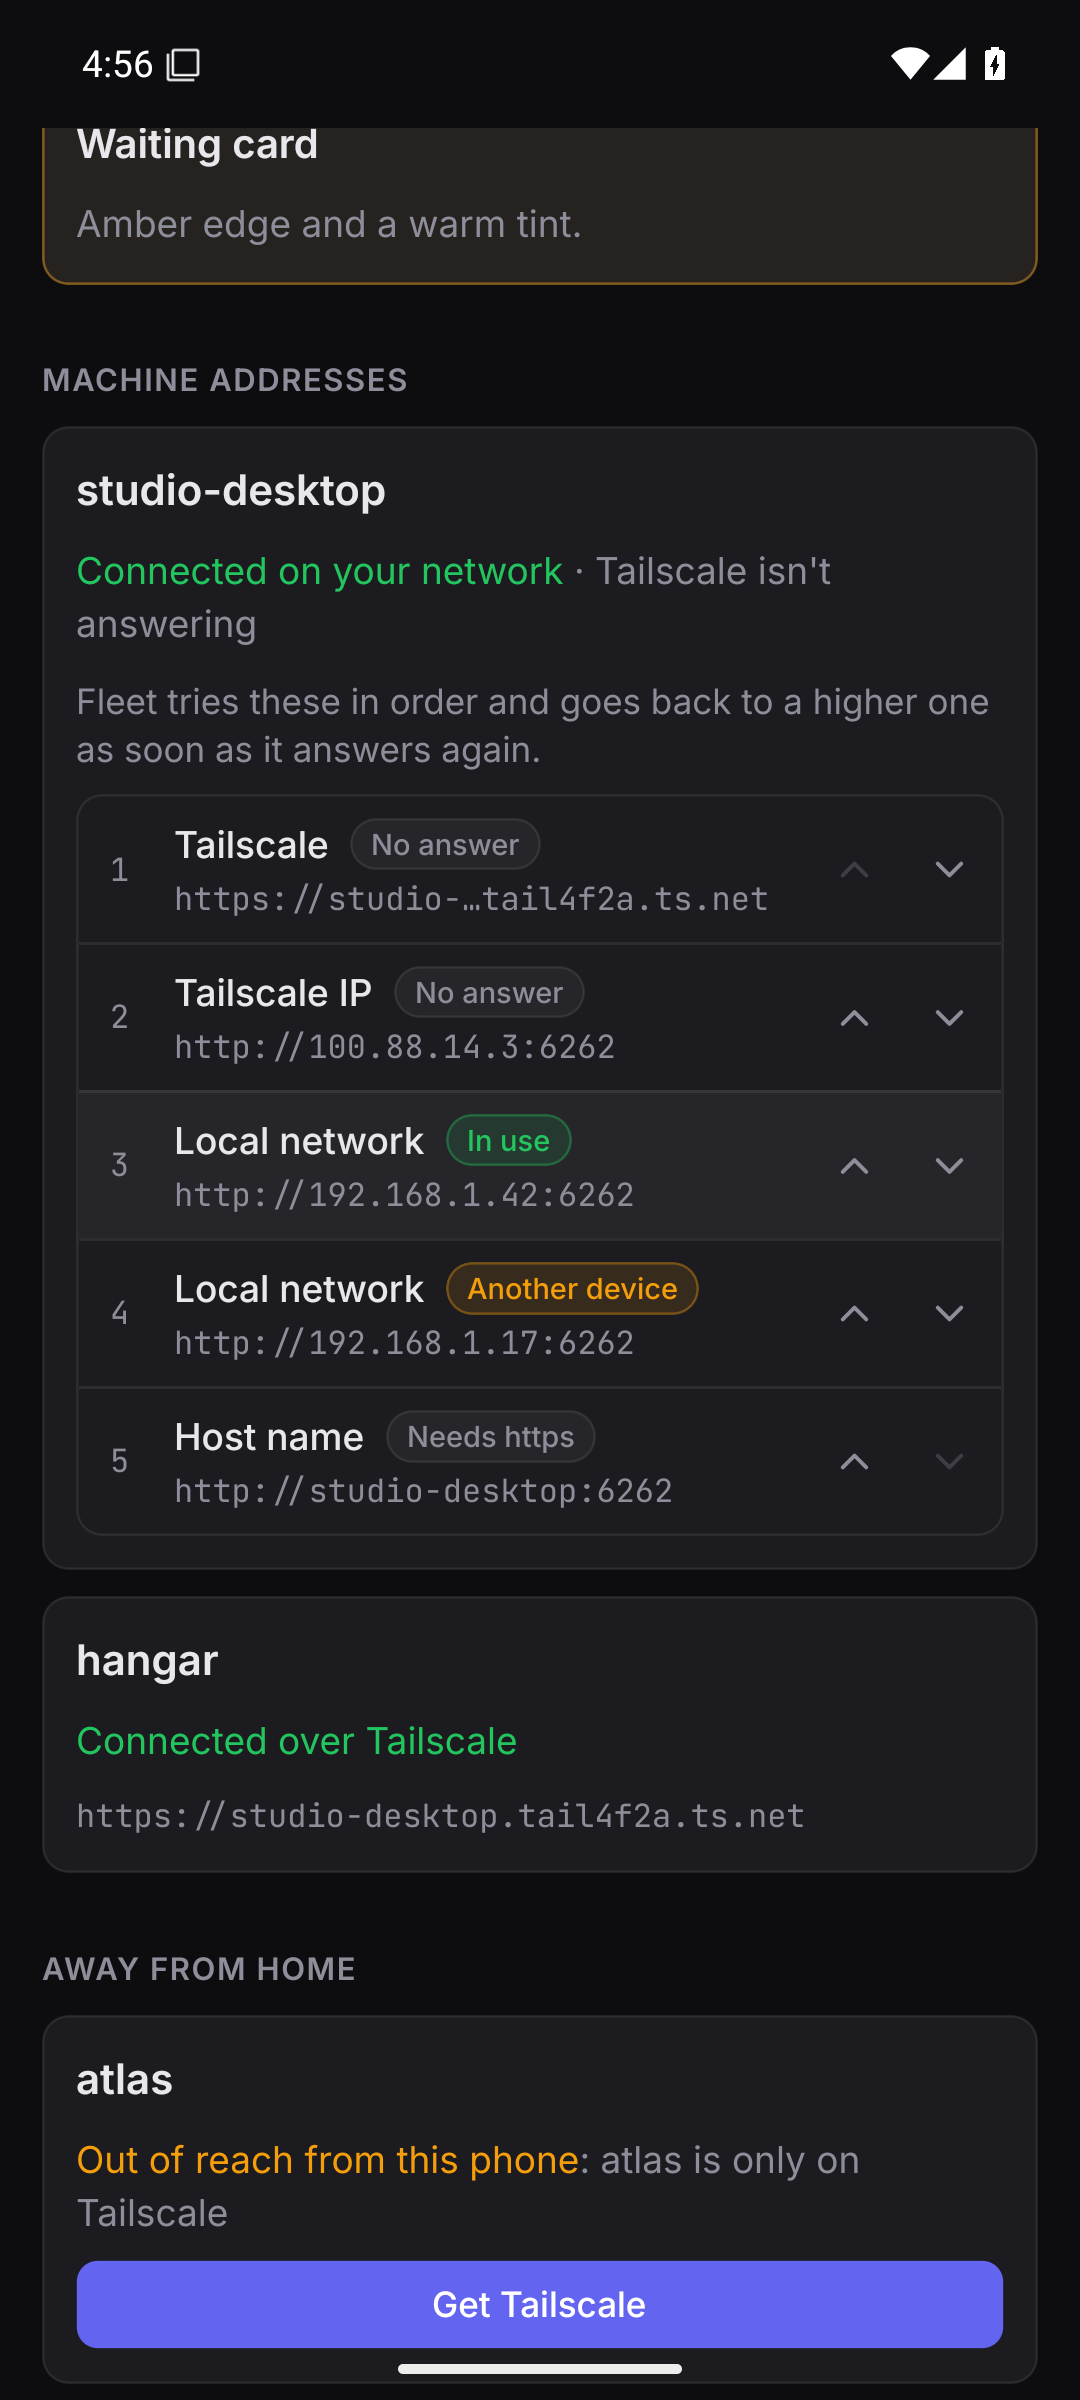 4:56
Waiting card
Amber edge and a warm tint.
MACHINE ADDRESSES
studio-desktop
Connected on your network · Tailscale isn't
answering
Fleet tries these in order and goes back to a higher one
as soon as it answers again.
1
Tailscale No answer
https://studio-…tail4f2a.ts.net
2
Tailscale IP No answer
http://100.88.14.3:6262
3
Local network In use
http://192.168.1.42:6262
4
Local network Another device
http://192.168.1.17:6262
5
Host name Needs https
http://studio-desktop:6262
hangar
Connected over Tailscale
https://studio-desktop.tail4f2a.ts.net
AWAY FROM HOME
atlas
Out of reach from this phone: atlas is only on
Tailscale
Get Tailscale